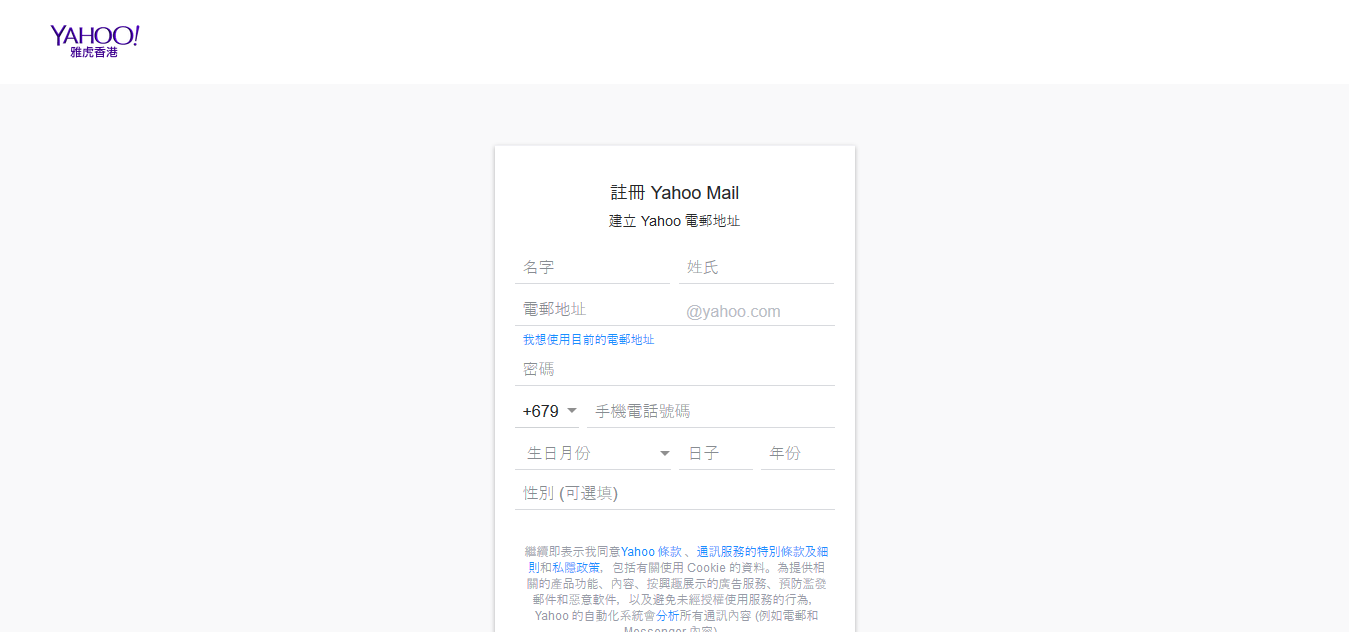 YAHOO!
雅虎香港
註冊 Yahoo Mail
建立 Yahoo 電郵地址
名字 姓氏
電郵地址 @yahoo.com
我想使用目前的電郵地址
密碼
+679 手機電話號碼
生日月份 日子 年份
性別 (可選填)
繼續即表示我同意Yahoo 條款 、通訊服務的特別條款及細
則和私隱政策，包括有關使用 Cookie 的資料。為提供相
關的產品功能、內容、按興趣展示的廣告服務、預防濫發
郵件和惡意軟件，以及避免未經授權使用服務的行為，
Yahoo 的自動化系統會分析所有通訊內容 (例如電郵和
Messenger 內容)